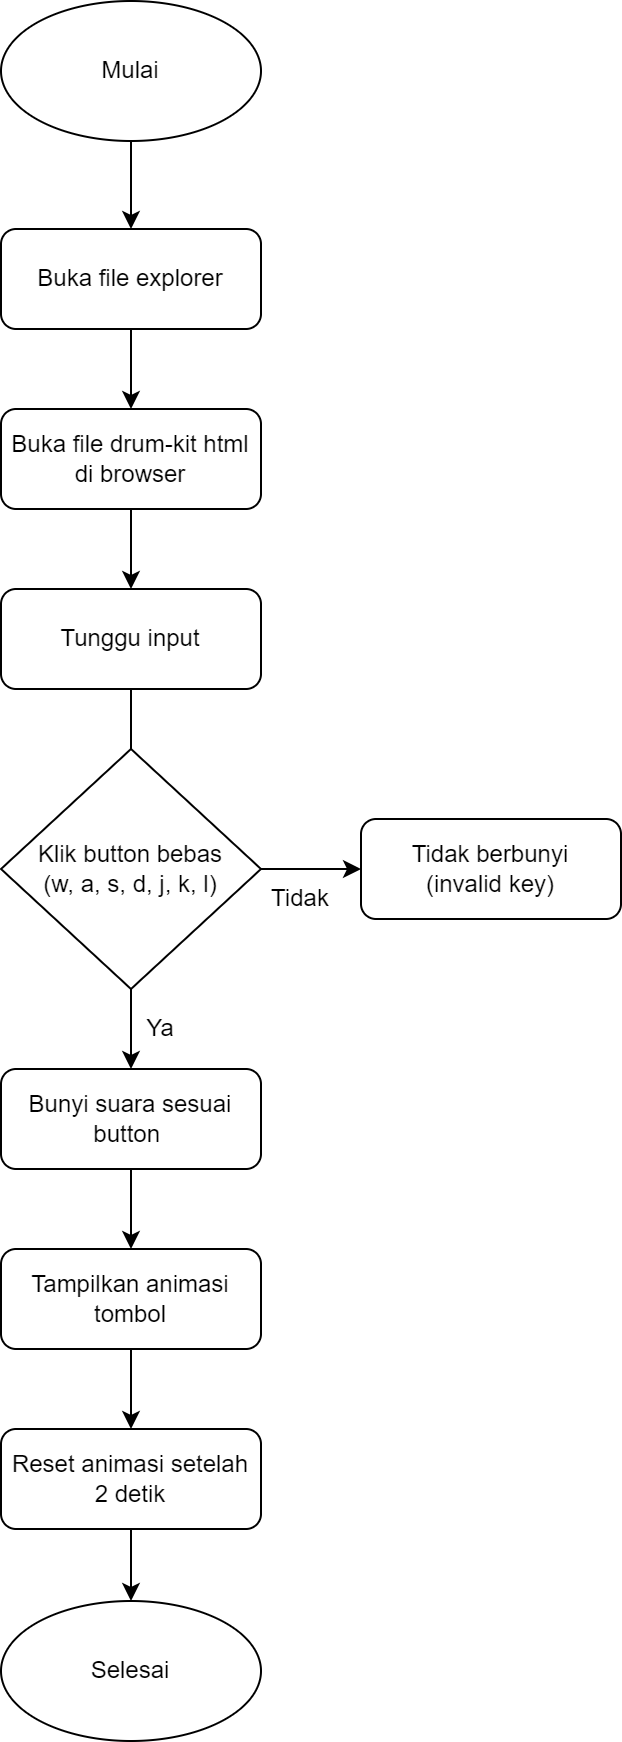 Mulai
Buka file explorer
Buka file drum-kit html
di browser
Tunggu input
Klik button bebas
(w, a, s, d, j, k, l)
Tidak
Tidak berbunyi
(invalid key)
Ya
Bunyi suara sesuai
button
Tampilkan animasi
tombol
Reset animasi setelah
2 detik
Selesai